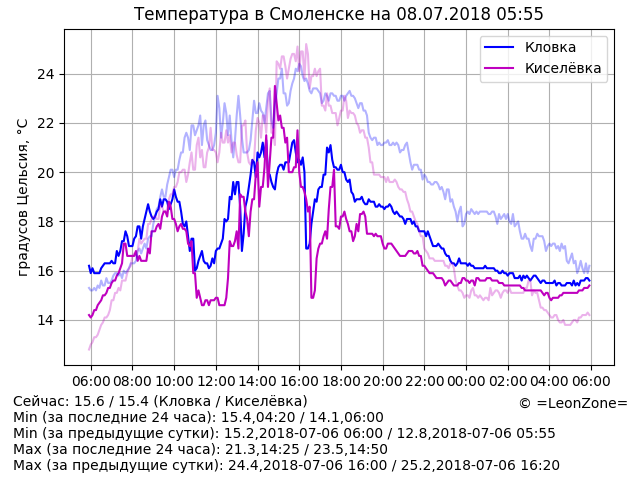 Температура в Смоленске на 08.07.2018 05:55
Кловка
Киселёвка
градусов Цельсия, °C
24
22
20
18
16
14
06:00 08:00 10:00 12:00 14:00 16:00 18:00 20:00 22:00 00:00 02:00 04:00 06:00
Сейчас: 15.6 / 15.4 (Кловка / Киселёвка)
© =LeonZone=
Min (за последние 24 часа): 15.4,04:20 / 14.1,06:00
Min (за предыдущие сутки): 15.2,2018-07-06 06:00 / 12.8,2018-07-06 05:55
Max (за последние 24 часа): 21.3,14:25 / 23.5,14:50
Max (за предыдущие сутки): 24.4,2018-07-06 16:00 / 25.2,2018-07-06 16:20